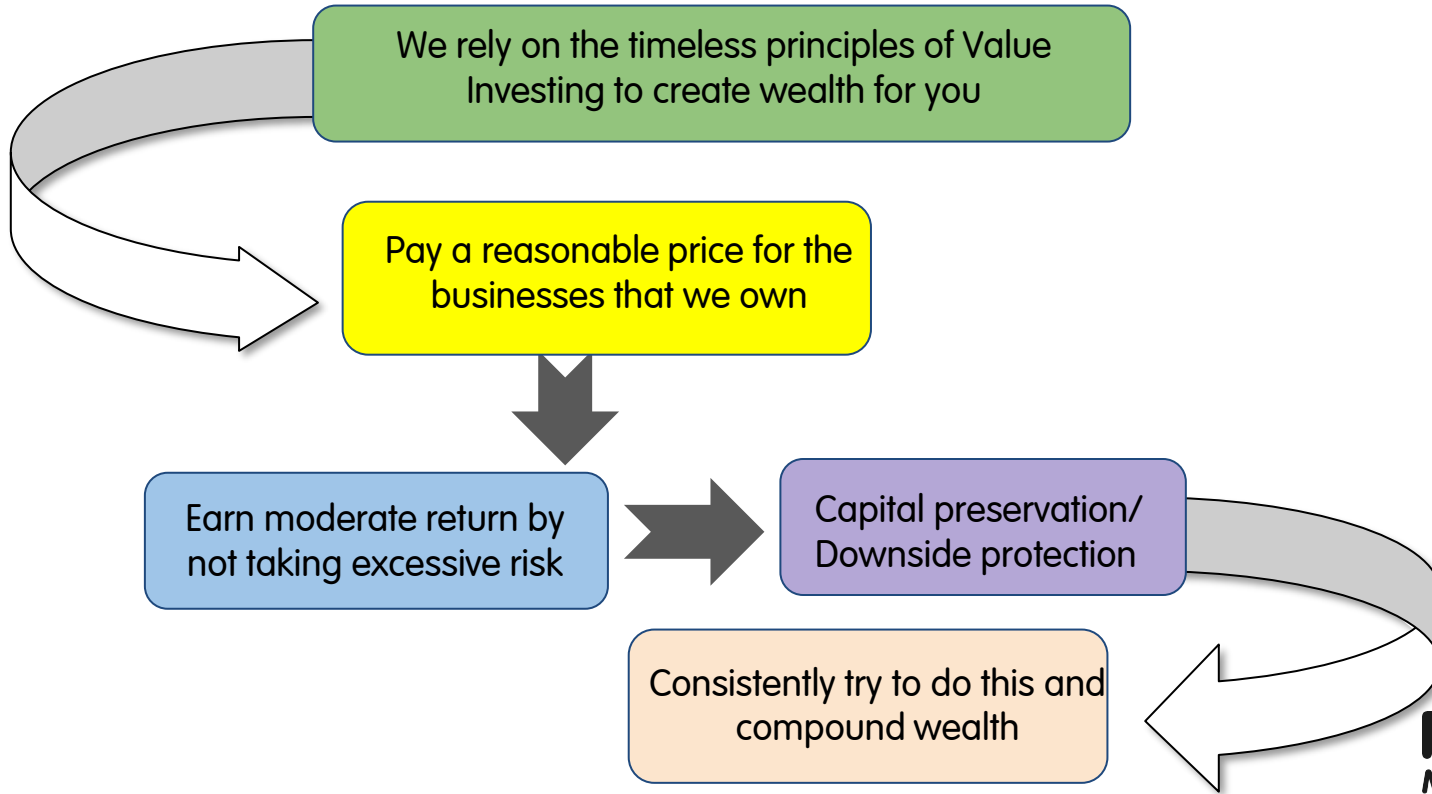 We rely on the timeless principles of Value
Investing to create wealth for you
Pay a reasonable price for the
businesses that we own
Earn moderate return by
not taking excessive risk
Capital preservation/
Downside protection
Consistently try to do this and
compound wealth